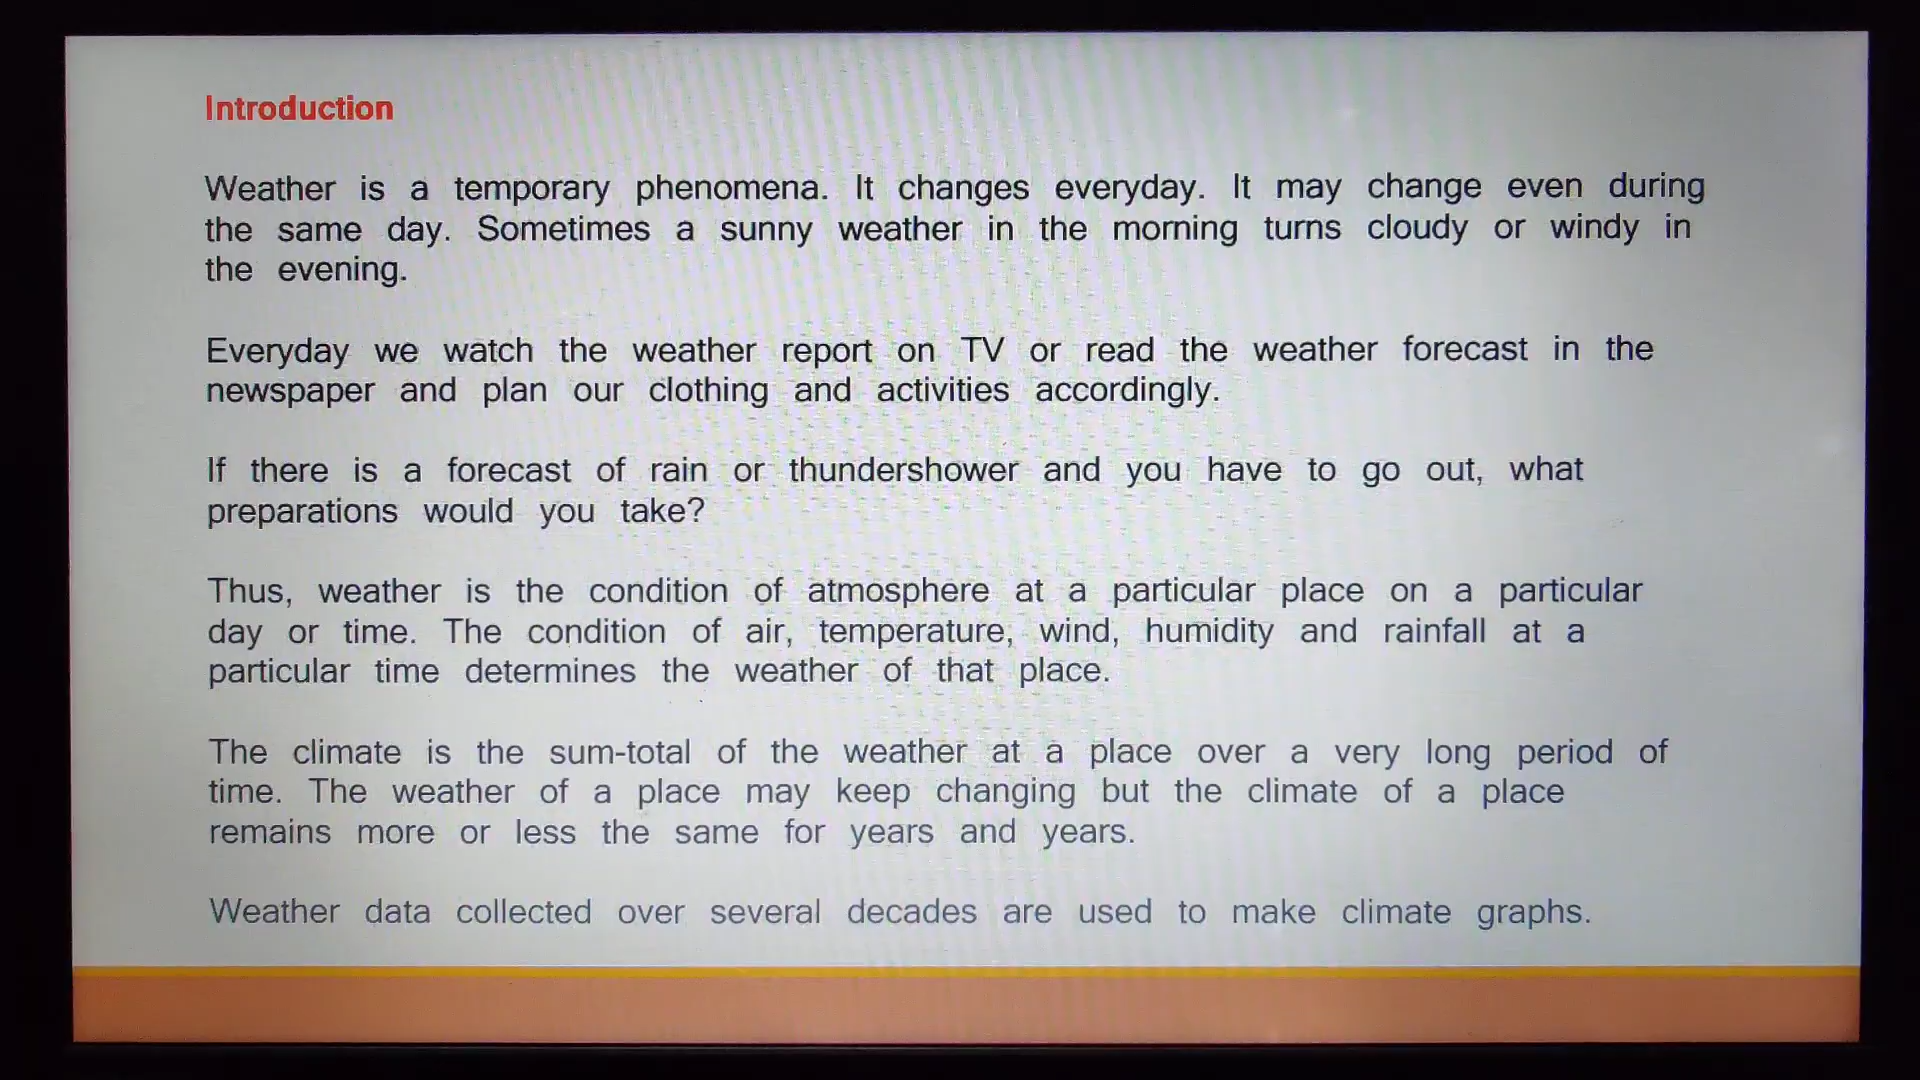 Introduction
Weather is a temporary phenomena. It changes everyday. It may change even during
the same day. Sometimes a sunny weather in the morning turns cloudy or windy in
the evening.
Everyday we watch the weather report on TV or read the weather forecast in the
newspaper and plan our clothing and activities accordingly.
If there is a forecast of rain or thundershower and you have to go out, what
preparations would you take?
Thus, weather is the condition of atmosphere at a particular place on a particular
day or time. The condition of air, temperature, wind, humidity and rainfall at a
particular time determines the weather of that place.
The climate is the sum-total of the weather at a place over a very long period of
time. The weather of a place may keep changing but the climate of a place
remains more or less the same for years and years.
Weather data collected over several decades are used to make climate graphs.